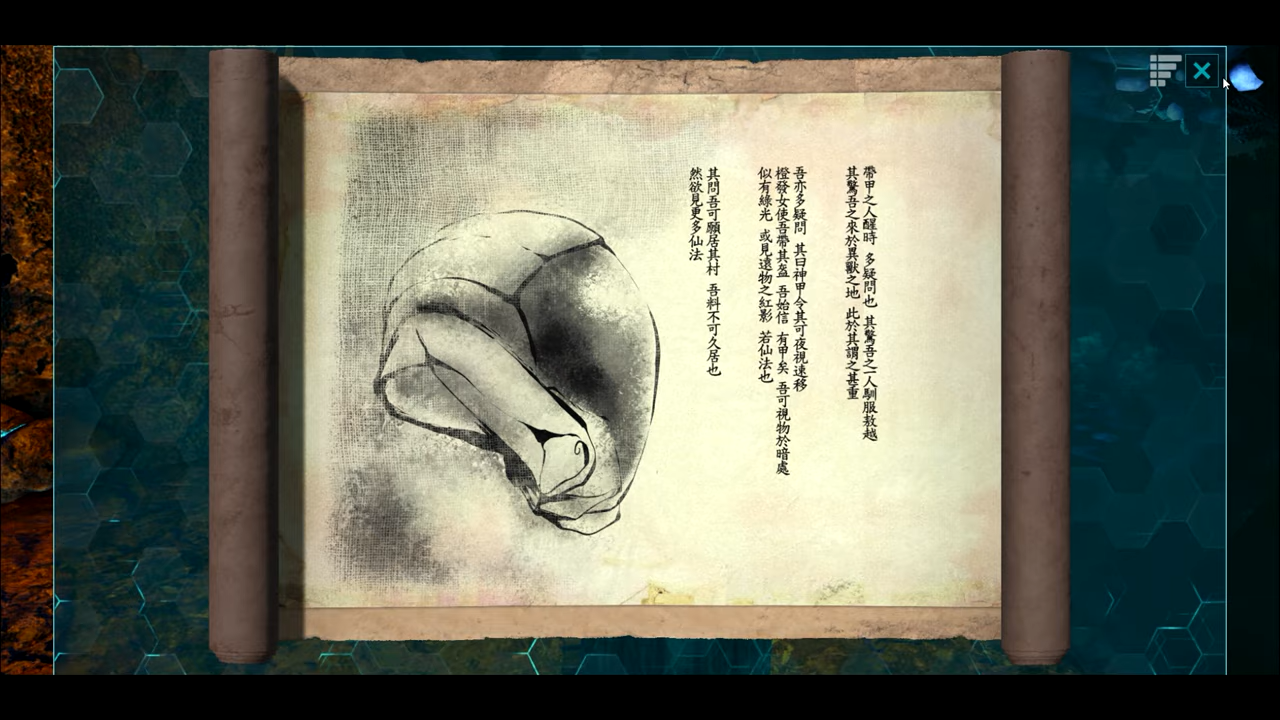 帶甲之人醒時 多疑問也 其驚吾之一人馴服敖越
其驚吾之來於異獸之地 此於其謂之甚重
吾亦多疑問 其曰神甲令其可夜視速移
橙發女使吾帶其盔 吾始信 有甲矣 吾可視物於暗處
似有綠光 或見遠物之紅影 若仙法也
其問吾可願居其村 吾料不可久居也
然欲見更多仙法